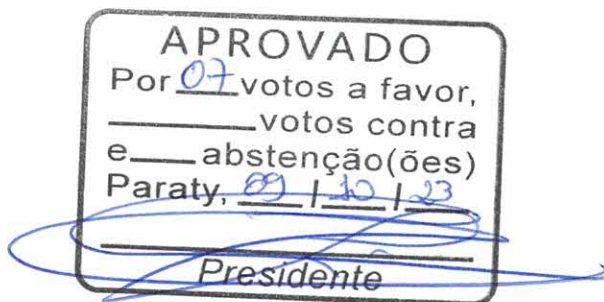 APROVADO
Por 07 votos a favor,
votos contra
e abstenção(ões)
Paraty, 09/10/23
Presidente